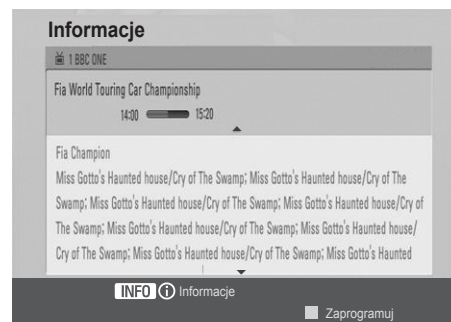 Informacje
1 BBC ONE
Fia World Touring Car Championship
14:00 15:20
Fia Champion
Miss Gotto's Haunted house/Cry of The Swamp; Miss Gotto's Haunted house/Cry of The
Swamp; Miss Gotto's Haunted house/Cry of The Swamp; Miss Gotto's Haunted house/Cry of
The Swamp; Miss Gotto's Haunted house/Cry of The Swamp; Miss Gotto's Haunted house/
Cry of The Swamp; Miss Gotto's Haunted house/Cry of The Swamp; Miss Gotto's Haunted
INFO i Informacje
Zaprogramuj